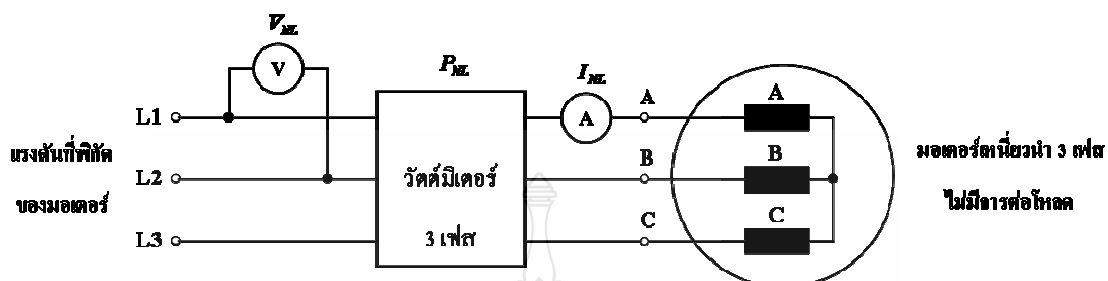 V_NL
V
P_NL
I_NL
A
L1
L2
L3
แรงดันที่พิกัด
ของมอเตอร์
วัตต์มิเตอร์
3 เฟส
A
B
C
A
B
C
มอเตอร์เหนี่ยวนำ 3 เฟส
ไม่มีการต่อโหลด